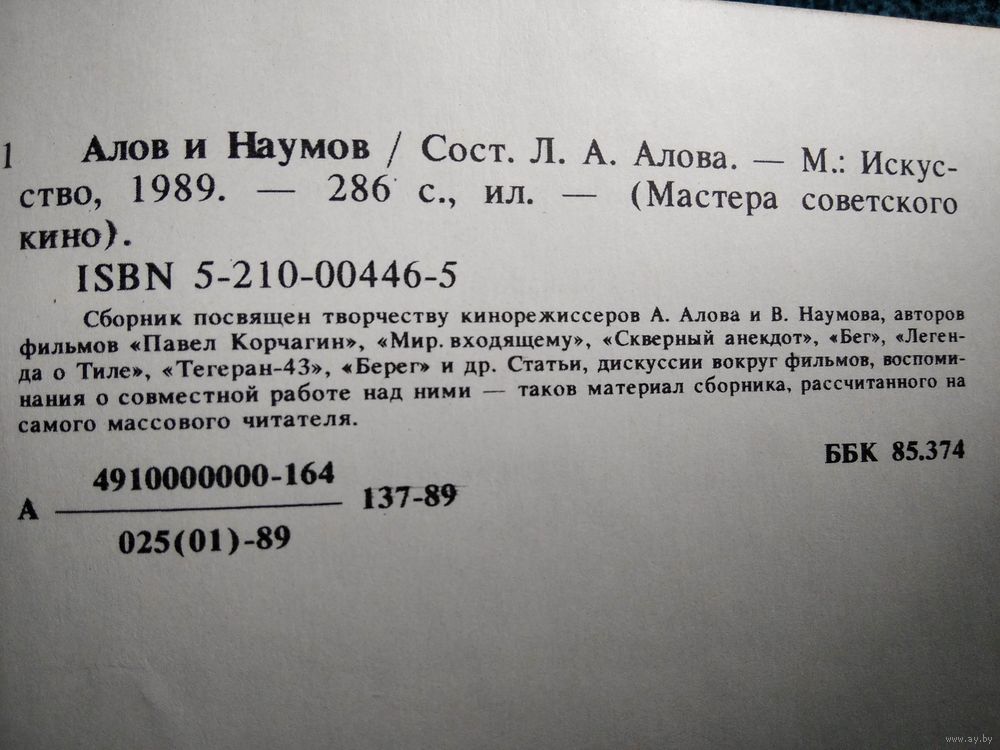 1 Алов и Наумов / Сост. Л. А. Алова. — М.: Искус-
ство, 1989. — 286 с., ил. — (Мастера советского
кино).
ISBN 5-210-00446-5
Сборник посвящен творчеству кинорежиссеров А. Алова и В. Наумова, авторов
фильмов «Павел Корчагин», «Мир. входящему», «Скверный анекдот», «Бег», «Леген-
да о Тиле», «Тегеран-43», «Берег» и др. Статьи, дискуссии вокруг фильмов, воспоми-
нания о совместной работе над ними — таков материал сборника, рассчитанного на
самого массового читателя.
ББК 85.374
4910000000-164
А 137-89
025(01)-89
www.ay.by